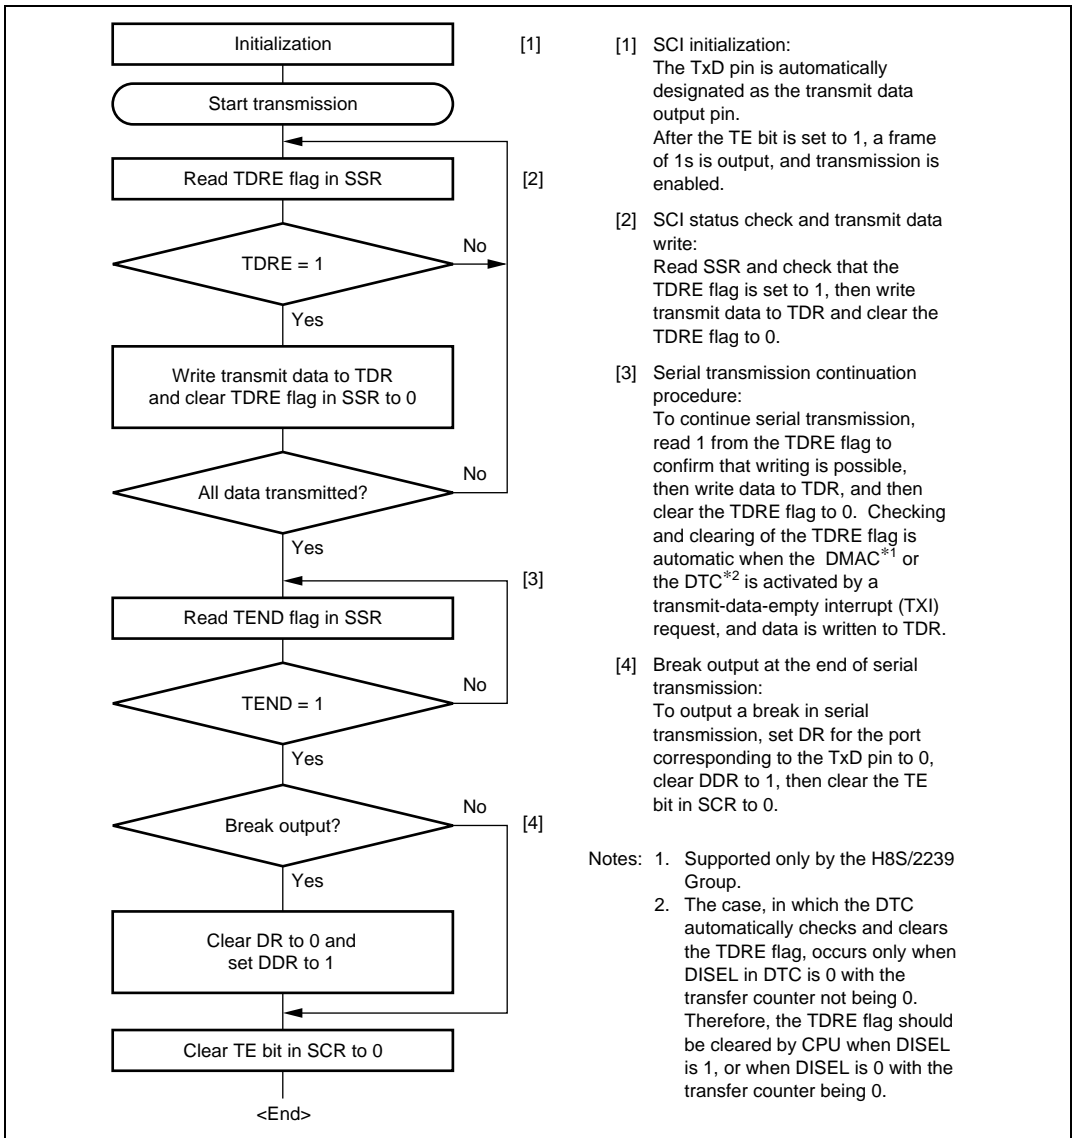 Initialization
[1]
Start transmission
Read TDRE flag in SSR
[2]
TDRE = 1
No
Yes
Write transmit data to TDR
and clear TDRE flag in SSR to 0
All data transmitted?
No
Yes
[3]
Read TEND flag in SSR
TEND = 1
No
Yes
Break output?
No
[4]
Yes
Clear DR to 0 and
set DDR to 1
Clear TE bit in SCR to 0
<End>
[1] SCI initialization:
The TxD pin is automatically
designated as the transmit data
output pin.
After the TE bit is set to 1, a frame
of 1s is output, and transmission is
enabled.
[2] SCI status check and transmit data
write:
Read SSR and check that the
TDRE flag is set to 1, then write
transmit data to TDR and clear the
TDRE flag to 0.
[3] Serial transmission continuation
procedure:
To continue serial transmission,
read 1 from the TDRE flag to
confirm that writing is possible,
then write data to TDR, and then
clear the TDRE flag to 0. Checking
and clearing of the TDRE flag is
automatic when the DMAC*1 or
the DTC*2 is activated by a
transmit-data-empty interrupt (TXI)
request, and data is written to TDR.
[4] Break output at the end of serial
transmission:
To output a break in serial
transmission, set DR for the port
corresponding to the TxD pin to 0,
clear DDR to 1, then clear the TE
bit in SCR to 0.
Notes: 1. Supported only by the H8S/2239
Group.
2. The case, in which the DTC
automatically checks and clears
the TDRE flag, occurs only when
DISEL in DTC is 0 with the
transfer counter not being 0.
Therefore, the TDRE flag should
be cleared by CPU when DISEL
is 1, or when DISEL is 0 with the
transfer counter being 0.